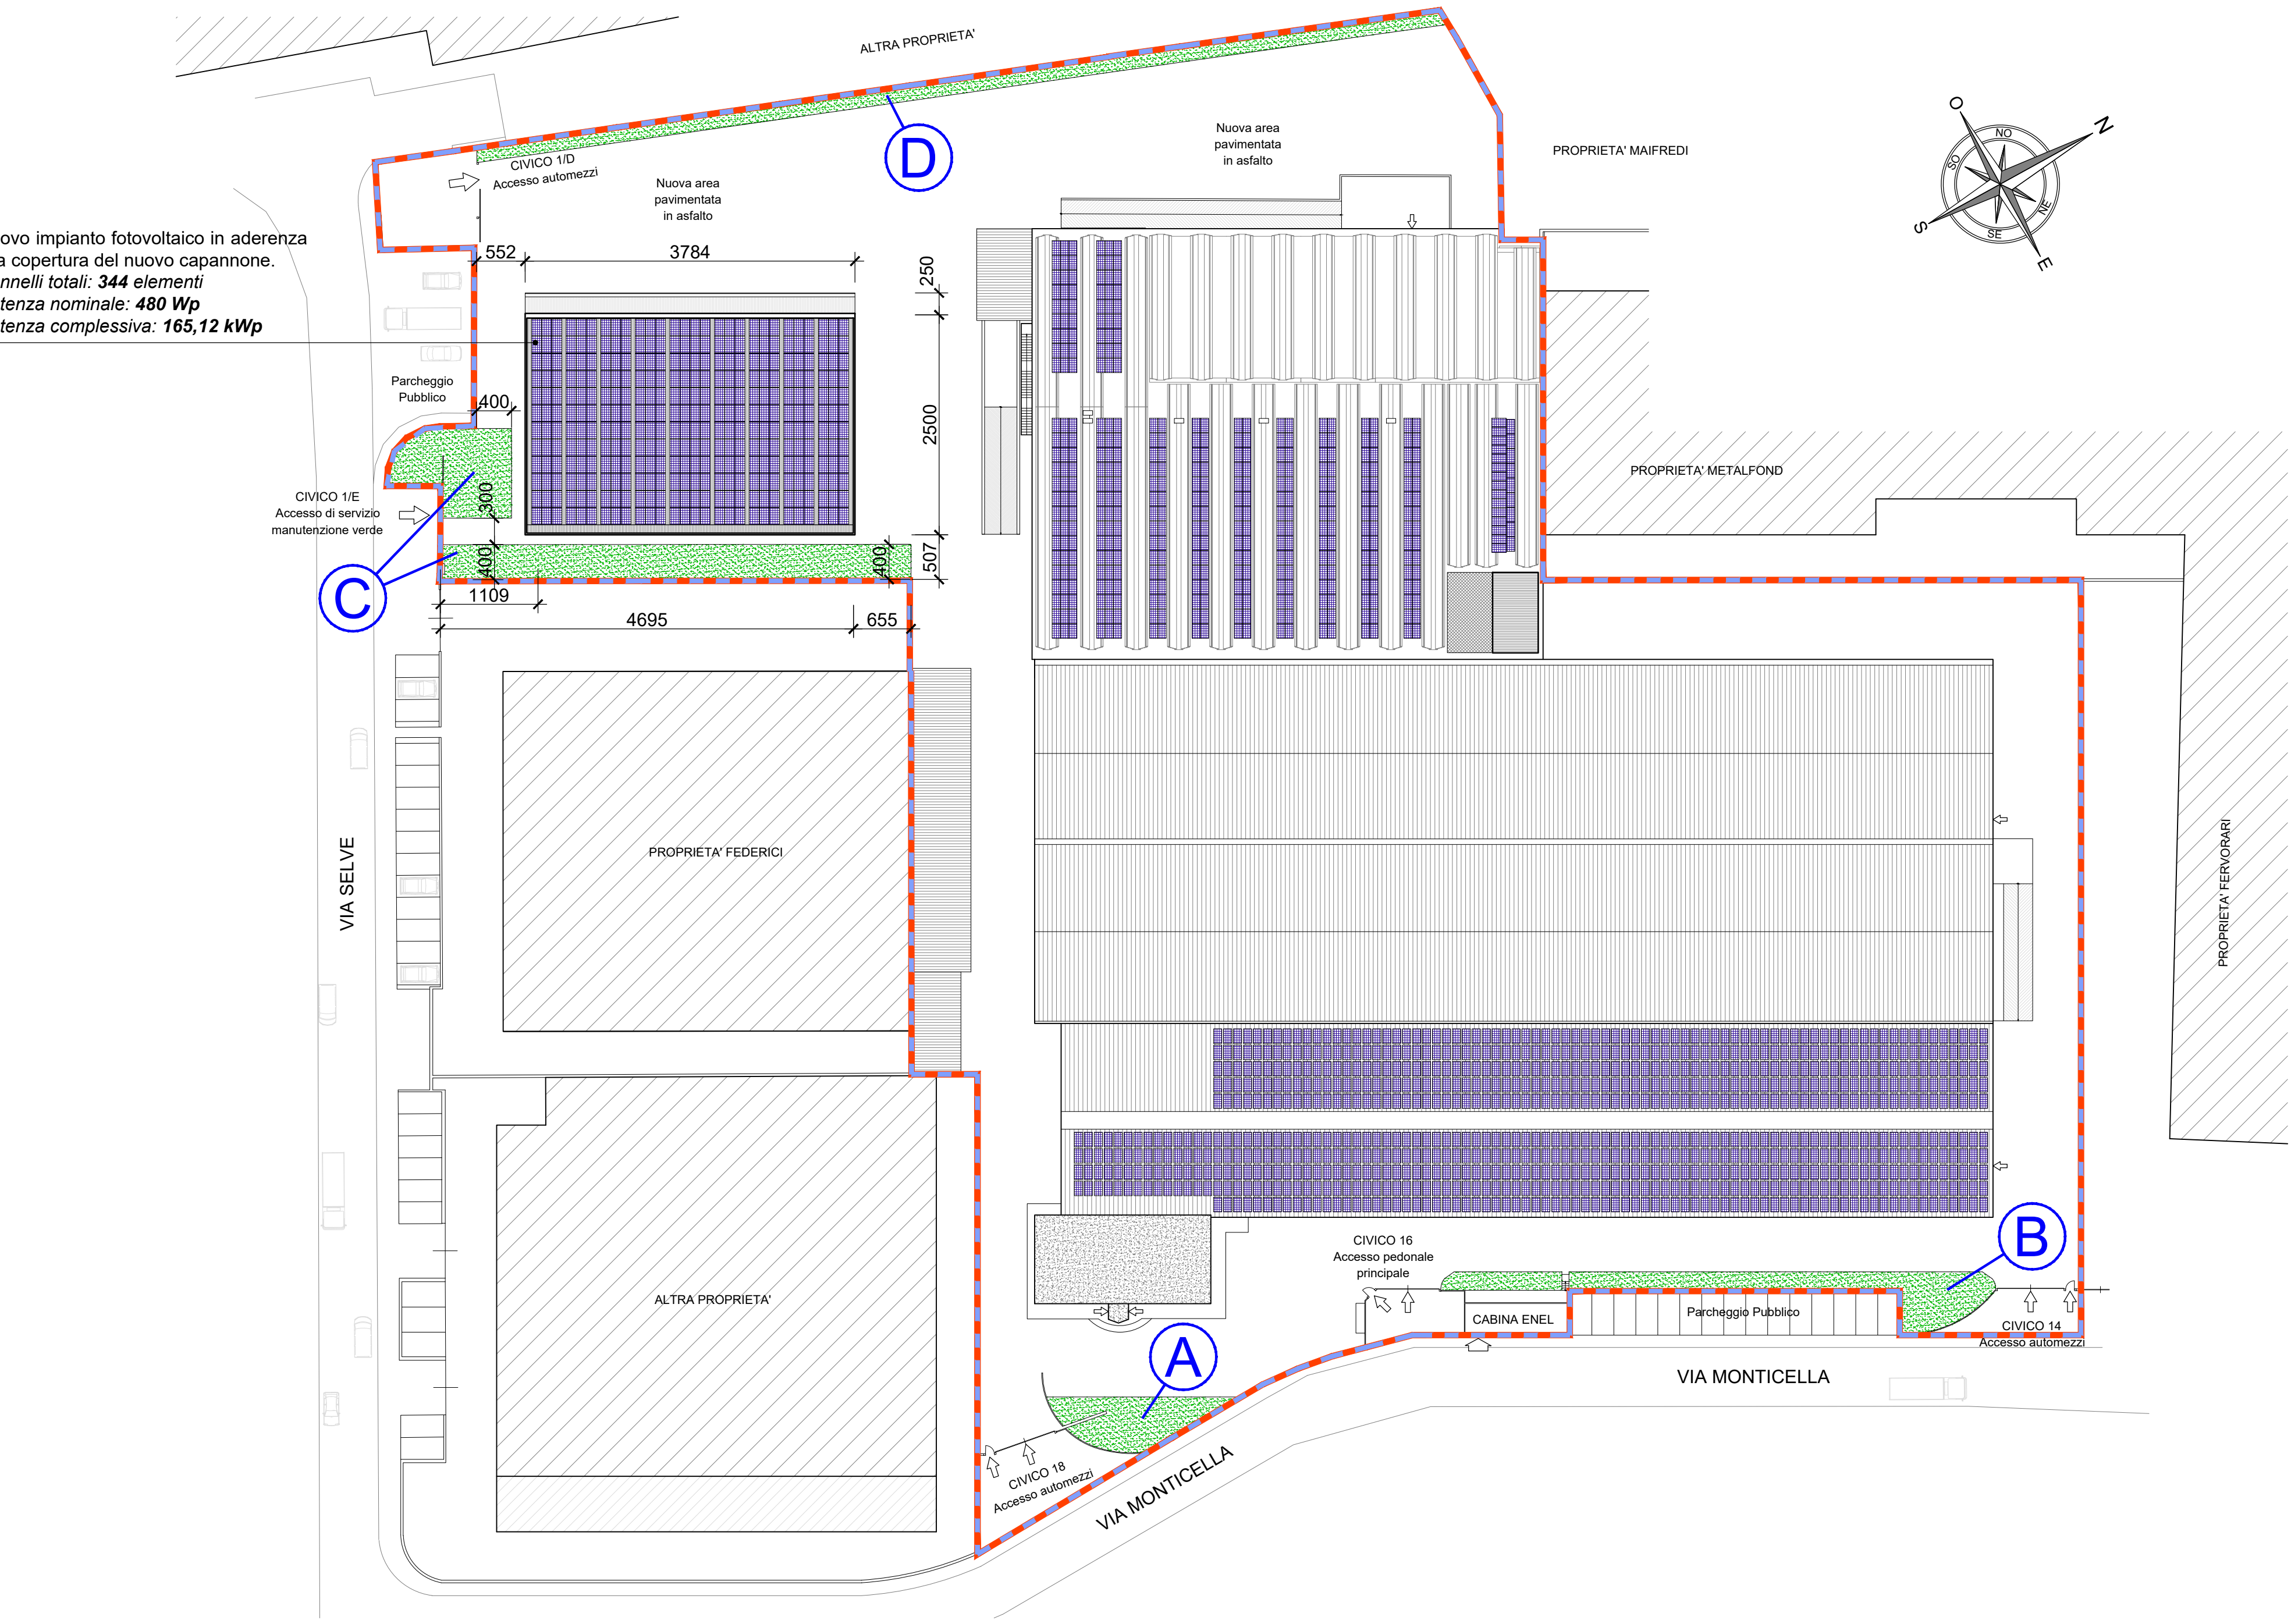 ALTRA PROPRIETA'
CIVICO 1/D
Accesso automezzi
D
Nuova area
pavimentata
in asfalto
Nuova area
pavimentata
in asfalto
PROPRIETA' MAIFREDI
O
NO
N
SO
NE
S
SE
E
ovo impianto fotovoltaico in aderenza
a copertura del nuovo capannone.
nnelli totali: 344 elementi
tenza nominale: 480 Wp
tenza complessiva: 165,12 kWp
552
3784
250
2500
507
Parcheggio
Pubblico
400
300
400
400
CIVICO 1/E
Accesso di servizio
manutenzione verde
C
1109
4695
655
PROPRIETA' METALFOND
PROPRIETA' FEDERICI
VIA SELVE
PROPRIETA' FERVORARI
ALTRA PROPRIETA'
CIVICO 16
Accesso pedonale
principale
B
CABINA ENEL
Parcheggio Pubblico
CIVICO 14
Accesso automezzi
A
VIA MONTICELLA
CIVICO 18
Accesso automezzi
VIA MONTICELLA